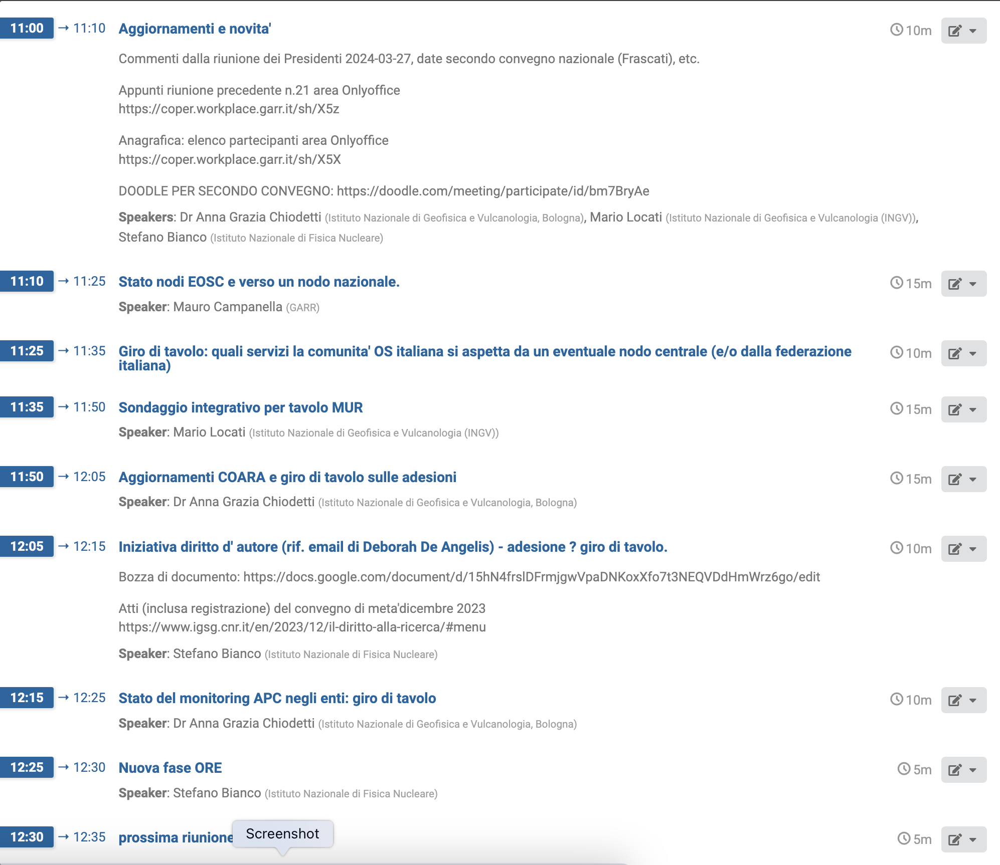 11:00 → 11:10 Aggiornamenti e novita' 10m
Commenti dalla riunione dei Presidenti 2024-03-27, date secondo convegno nazionale (Frascati), etc.
Appunti riunione precedente n.21 area Onlyoffice
https://coper.workplace.garr.it/sh/X5z
Anagrafica: elenco partecipanti area Onlyoffice
https://coper.workplace.garr.it/sh/X5X
DOODLE PER SECONDO CONVEGNO: https://doodle.com/meeting/participate/id/bm7BryAe
Speakers: Dr Anna Grazia Chiodetti (Istituto Nazionale di Geofisica e Vulcanologia, Bologna), Mario Locati (Istituto Nazionale di Geofisica e Vulcanologia (INGV)),
Stefano Bianco (Istituto Nazionale di Fisica Nucleare)
11:10 → 11:25 Stato nodi EOSC e verso un nodo nazionale. 15m
Speaker: Mauro Campanella (GARR)
11:25 → 11:35 Giro di tavolo: quali servizi la comunita' OS italiana si aspetta da un eventuale nodo centrale (e/o dalla federazione 10m
italiana)
11:35 → 11:50 Sondaggio integrativo per tavolo MUR 15m
Speaker: Mario Locati (Istituto Nazionale di Geofisica e Vulcanologia (INGV))
11:50 → 12:05 Aggiornamenti COARA e giro di tavolo sulle adesioni 15m
Speaker: Dr Anna Grazia Chiodetti (Istituto Nazionale di Geofisica e Vulcanologia, Bologna)
12:05 → 12:15 Iniziativa diritto d' autore (rif. email di Deborah De Angelis) - adesione ? giro di tavolo. 10m
Bozza di documento: https://docs.google.com/document/d/15hN4frslDFrmjgwVpaDNKoxXfo7t3NEQVDdHmWrz6go/edit
Atti (inclusa registrazione) del convegno di meta'dicembre 2023
https://www.igsg.cnr.it/en/2023/12/il-diritto-alla-ricerca/#menu
Speaker: Stefano Bianco (Istituto Nazionale di Fisica Nucleare)
12:15 → 12:25 Stato del monitoring APC negli enti: giro di tavolo 10m
Speaker: Dr Anna Grazia Chiodetti (Istituto Nazionale di Geofisica e Vulcanologia, Bologna)
12:25 → 12:30 Nuova fase ORE 5m
Speaker: Stefano Bianco (Istituto Nazionale di Fisica Nucleare)
12:30 → 12:35 prossima riunione 5m
Screenshot